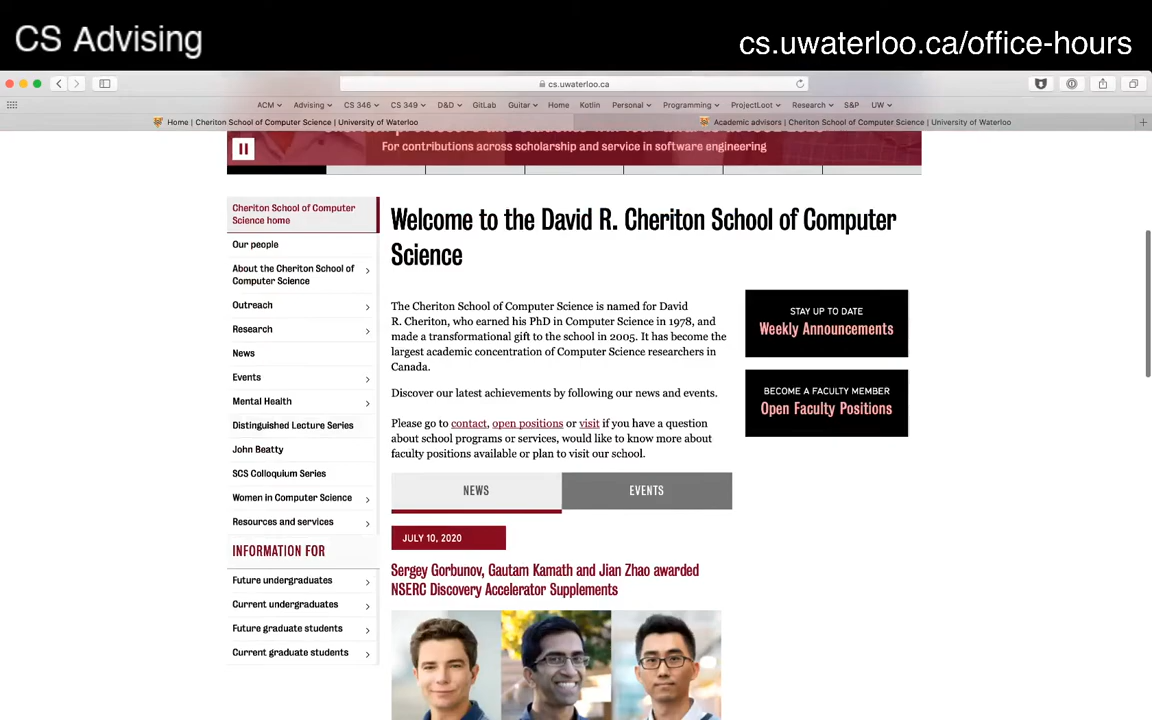 CS Advising
cs.uwaterloo.ca/office-hours
cs.uwaterloo.ca
ACM Advising CS 346 CS 349 D&D GitLab Guitar Home Kotlin Personal Programming ProjectLoot Research S&P UW
Home | Cheriton School of Computer Science | University of Waterloo
Academic advisors | Cheriton School of Computer Science | University of Waterloo
For contributions across scholarship and service in software engineering
Cheriton School of Computer
Science home
Our people
About the Cheriton School of
Computer Science
Outreach
Research
News
Events
Mental Health
Distinguished Lecture Series
John Beatty
SCS Colloquium Series
Women in Computer Science
Resources and services
INFORMATION FOR
Future undergraduates
Current undergraduates
Future graduate students
Current graduate students
Welcome to the David R. Cheriton School of Computer
Science
The Cheriton School of Computer Science is named for David
R. Cheriton, who earned his PhD in Computer Science in 1978, and
made a transformational gift to the school in 2005. It has become the
largest academic concentration of Computer Science researchers in
Canada.
Discover our latest achievements by following our news and events.
Please go to contact, open positions or visit if you have a question
about school programs or services, would like to know more about
faculty positions available or plan to visit our school.
NEWS
EVENTS
JULY 10, 2020
Sergey Gorbunov, Gautam Kamath and Jian Zhao awarded
NSERC Discovery Accelerator Supplements
STAY UP TO DATE
Weekly Announcements
BECOME A FACULTY MEMBER
Open Faculty Positions